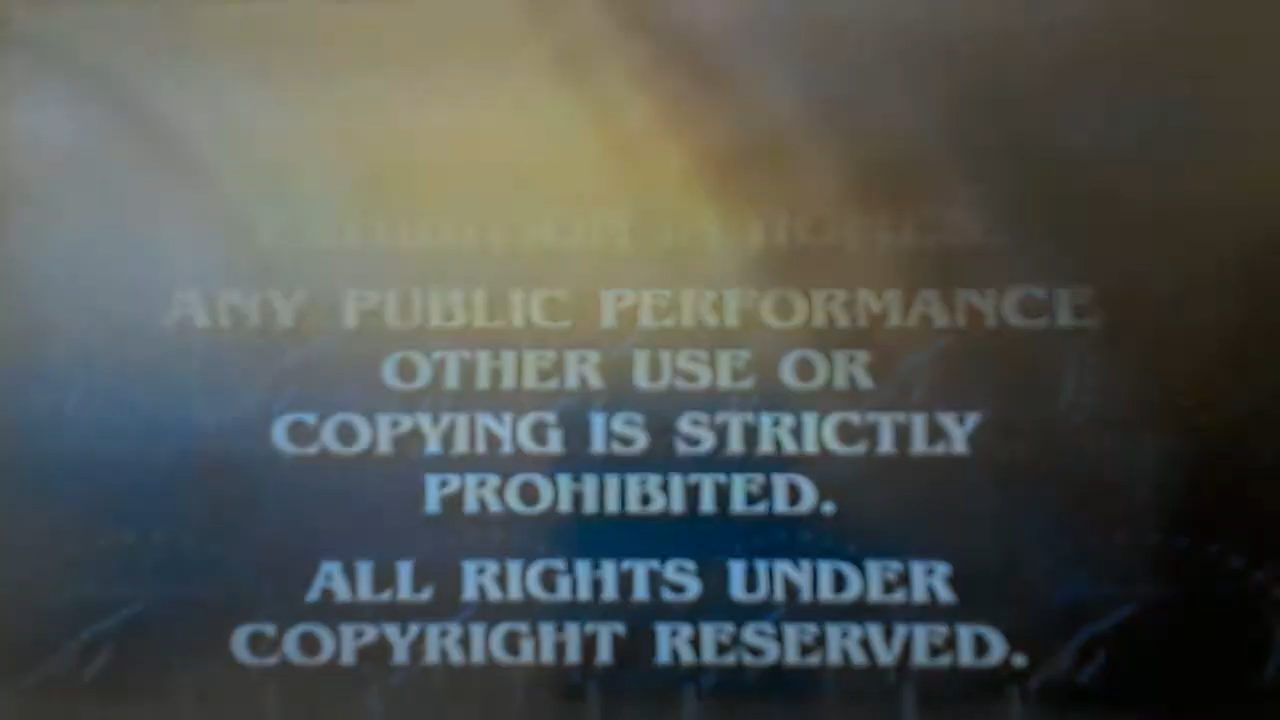 ANY PUBLIC PERFORMANCE
OTHER USE OR
COPYING IS STRICTLY
PROHIBITED.
ALL RIGHTS UNDER
COPYRIGHT RESERVED.